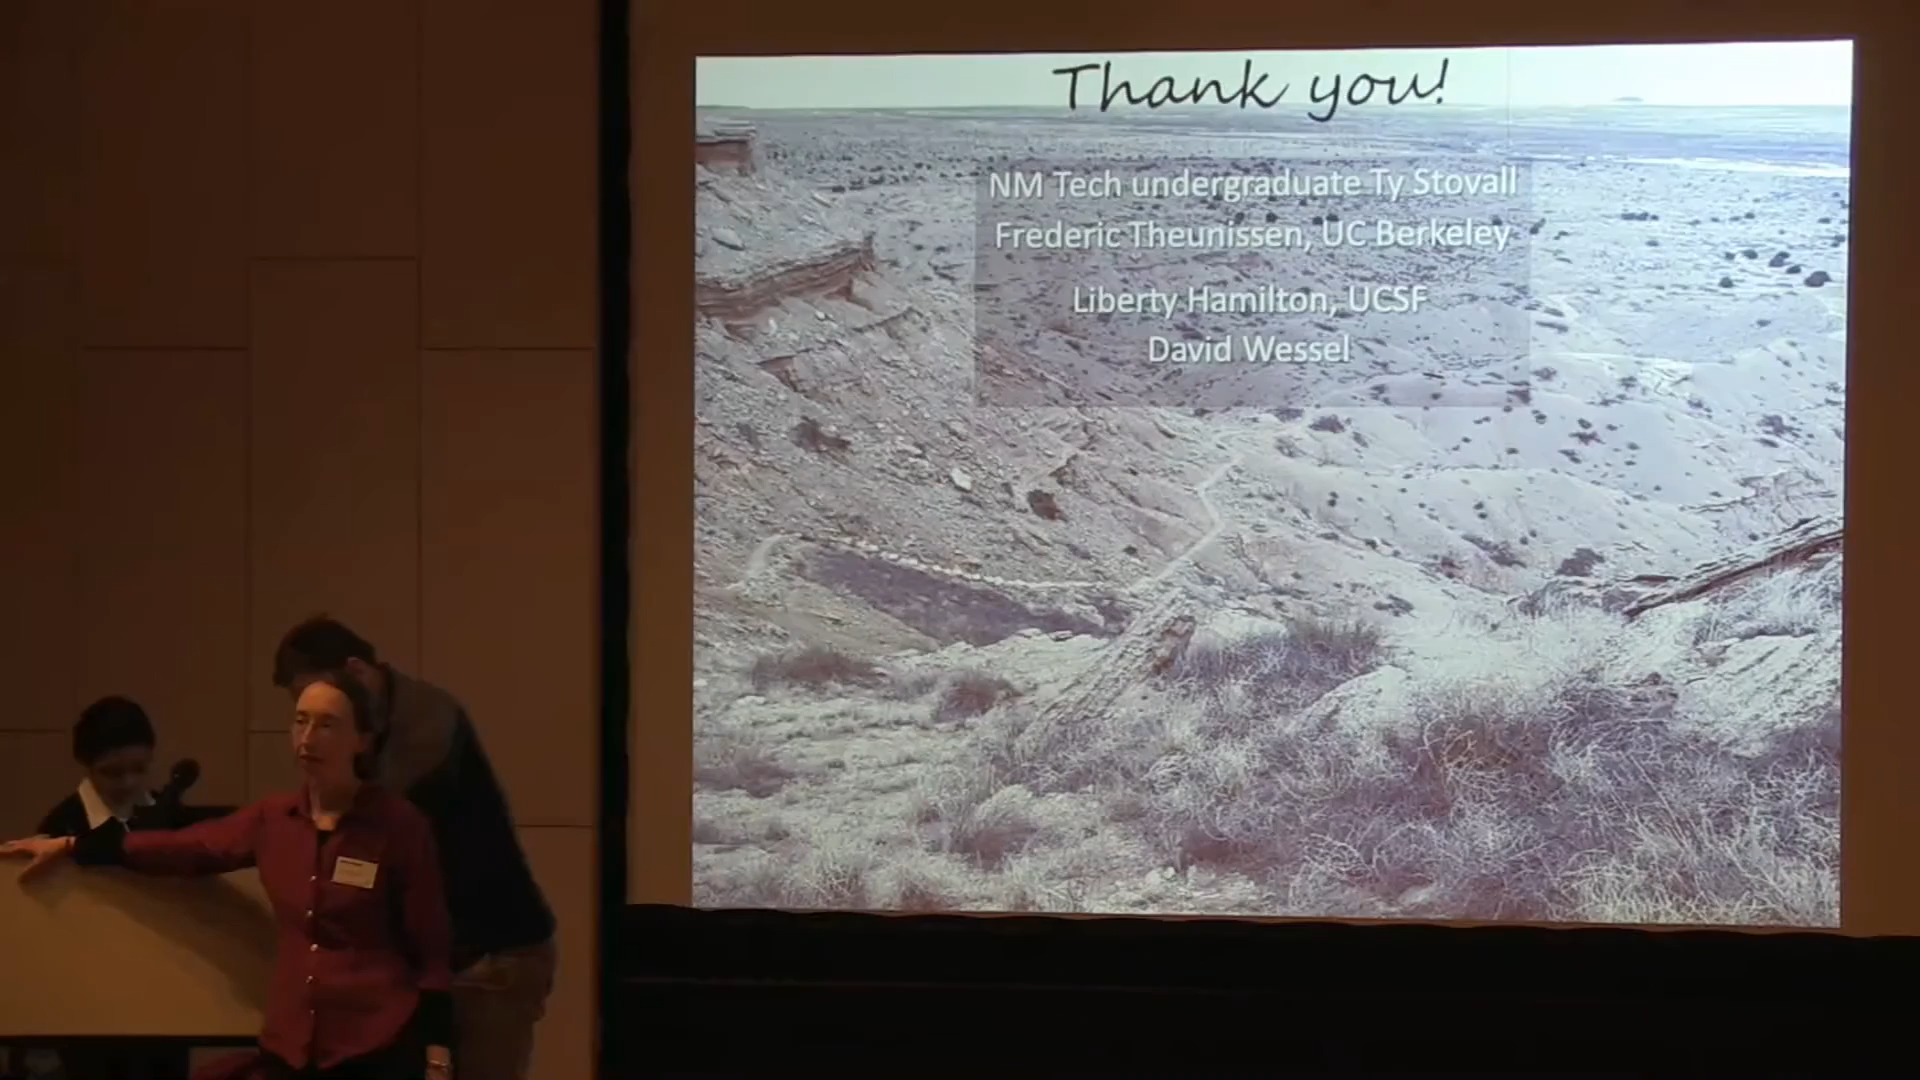 Thank you!
NM Tech undergraduate Ty Stovall
Frederic Theunissen, UC Berkeley
Liberty Hamilton, UCSF
David Wessel